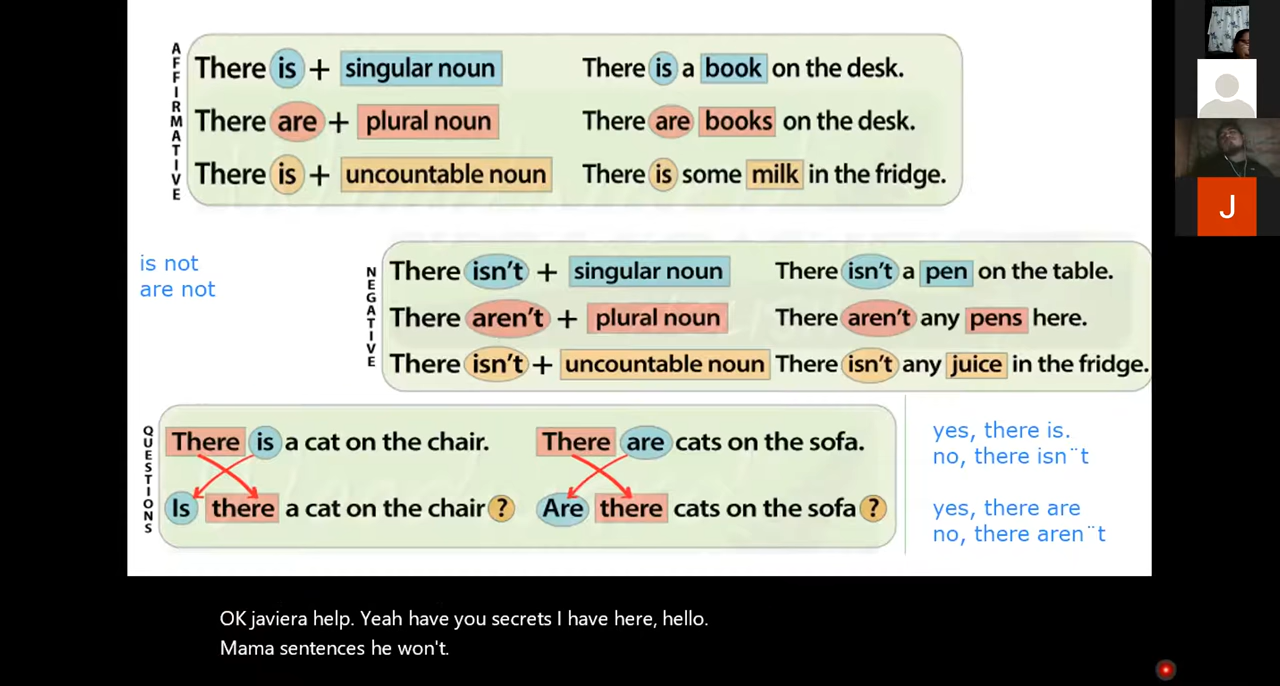 AFFIRMATIVE
There is + singular noun There is a book on the desk.
There are + plural noun There are books on the desk.
There is + uncountable noun There is some milk in the fridge.
is not
are not
NEGATIVE
There isn't + singular noun There isn't a pen on the table.
There aren't + plural noun There aren't any pens here.
There isn't + uncountable noun There isn't any juice in the fridge.
QUESTIONS
There is a cat on the chair. There are cats on the sofa.
Is there a cat on the chair? Are there cats on the sofa?
yes, there is.
no, there isn¨t
yes, there are
no, there aren¨t
J
OK javiera help. Yeah have you secrets I have here, hello.
Mama sentences he won't.